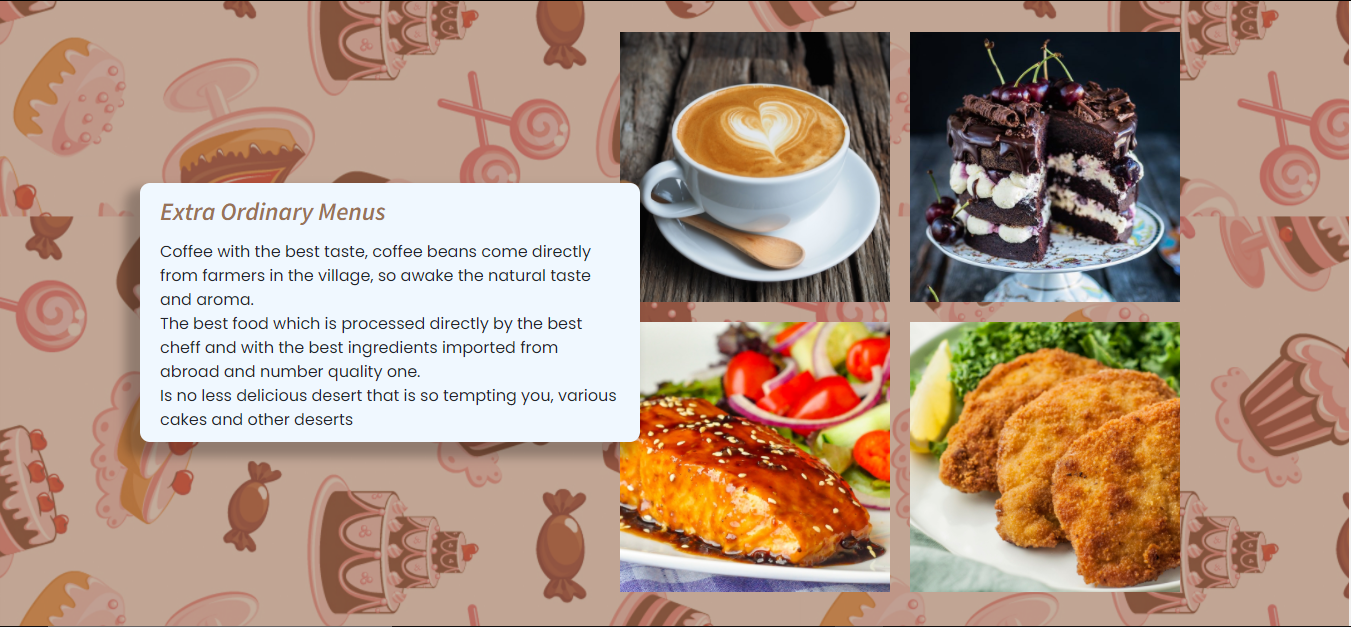 Extra Ordinary Menus
Coffee with the best taste, coffee beans come directly
from farmers in the village, so awake the natural taste
and aroma.
The best food which is processed directly by the best
cheff and with the best ingredients imported from
abroad and number quality one.
Is no less delicious desert that is so tempting you, various
cakes and other deserts